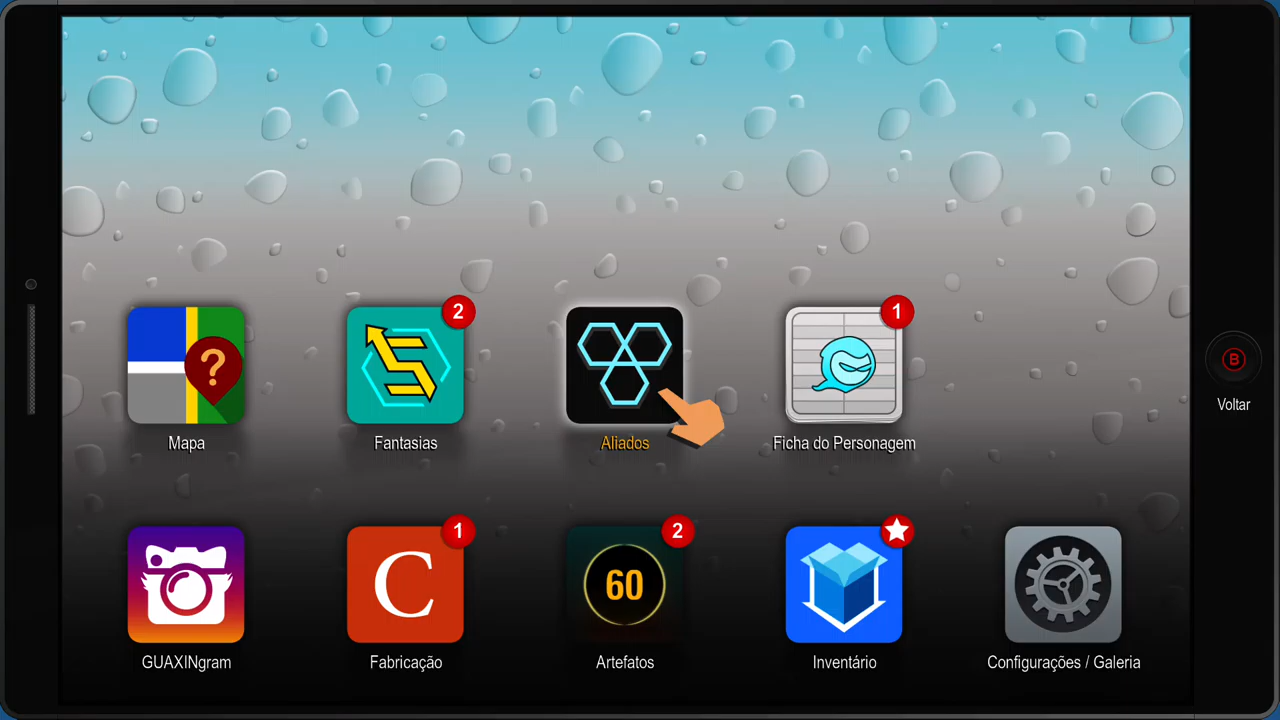 2
1
?
Mapa
Fantasias
Aliados
Ficha do Personagem
B
Voltar
1
2
C
60
GUAXINgram
Fabricação
Artefatos
Inventário
Configurações / Galeria